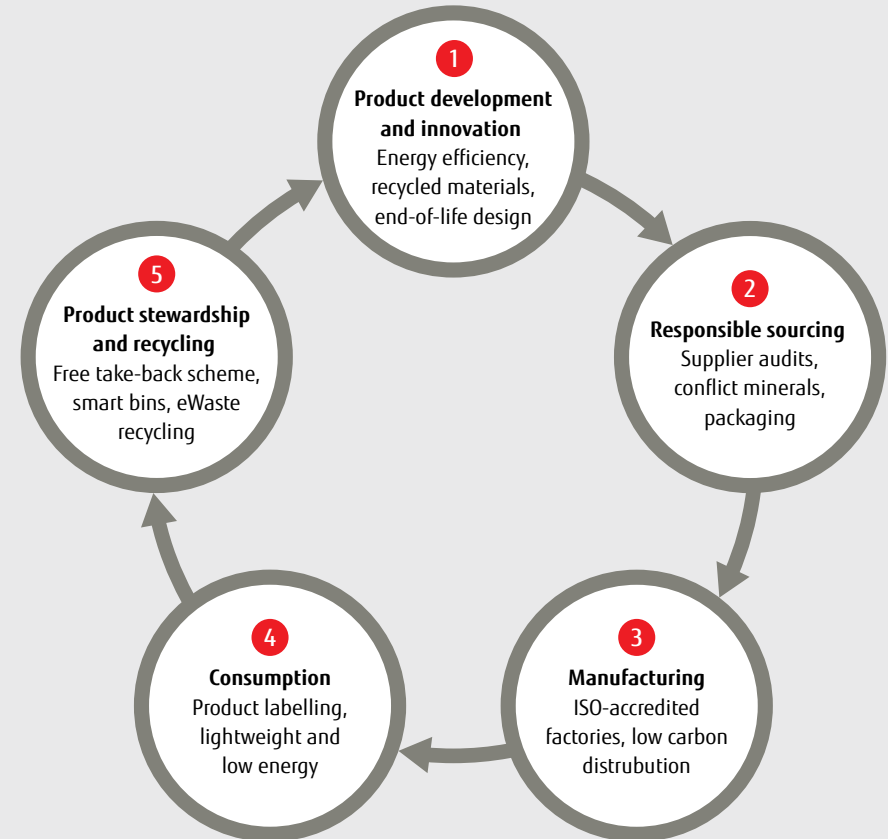 1
Product development
and innovation
Energy efficiency,
recycled materials,
end-of-life design
2
Responsible sourcing
Supplier audits,
conflict minerals,
packaging
3
Manufacturing
ISO-accredited
factories, low carbon
distrubution
4
Consumption
Product labelling,
lightweight and
low energy
5
Product stewardship
and recycling
Free take-back scheme,
smart bins, eWaste
recycling